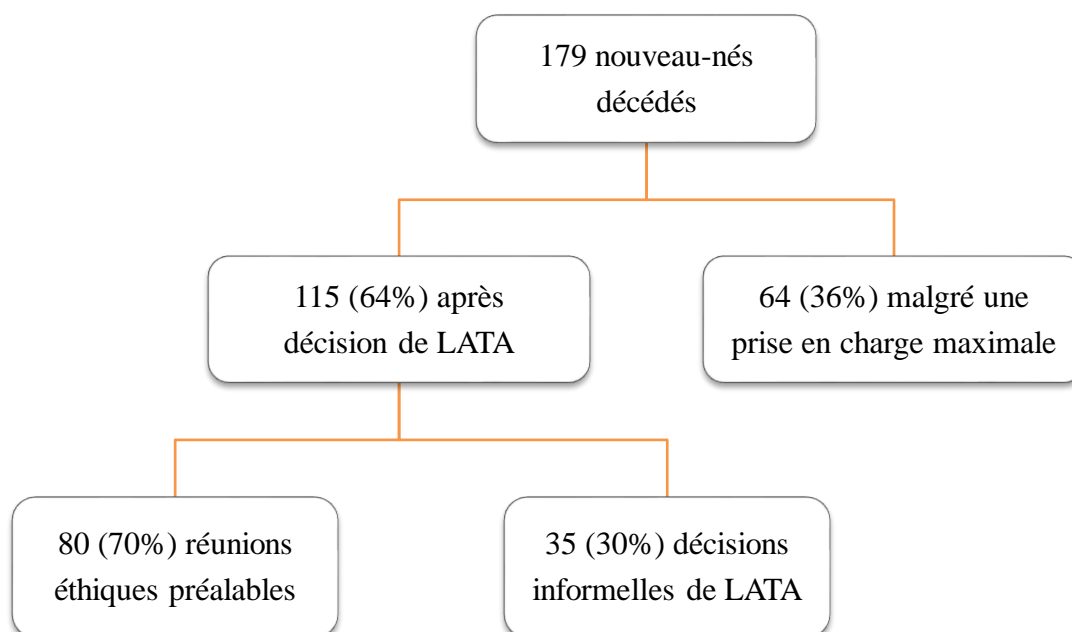 179 nouveau-nés
décédés
115 (64%) après
décision de LATA
64 (36%) malgré une
prise en charge maximale
80 (70%) réunions
éthiques préalables
35 (30%) décisions
informelles de LATA